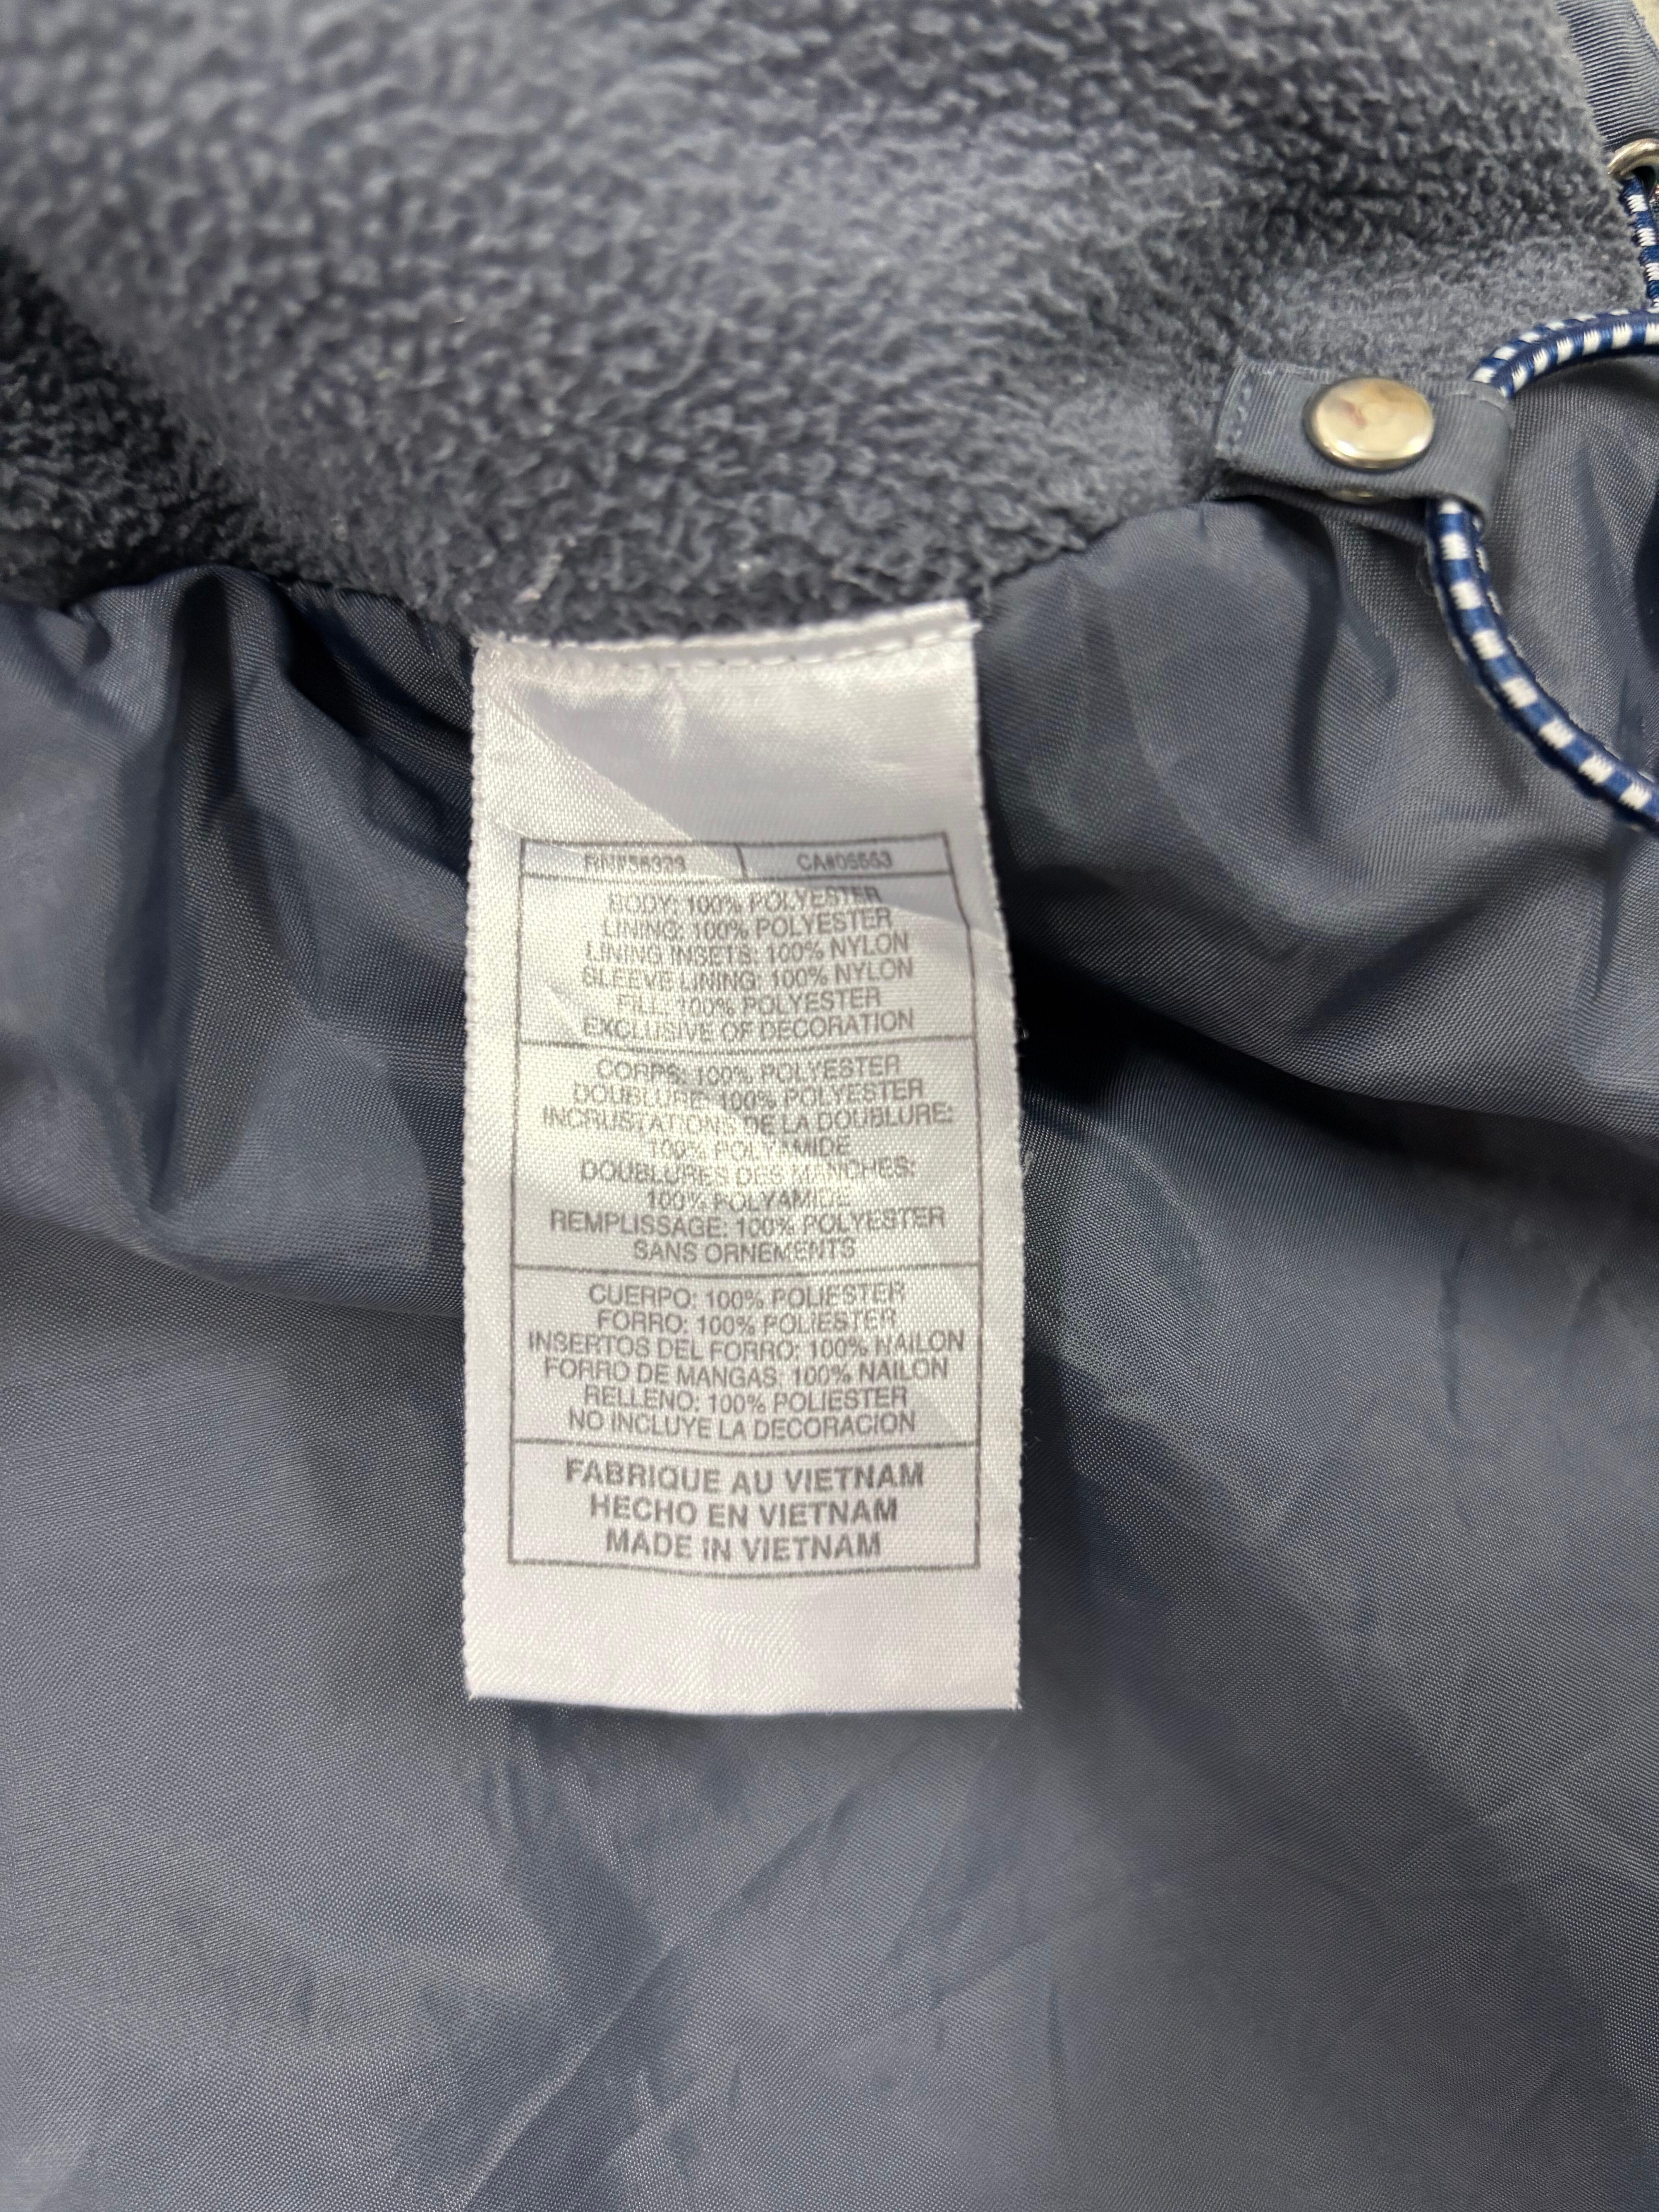 RN#56323 CA#05553
BODY: 100% POLYESTER
LINING: 100% POLYESTER
LINING INSETS: 100% NYLON
SLEEVE LINING: 100% NYLON
FILL: 100% POLYESTER
EXCLUSIVE OF DECORATION
CORPS: 100% POLYESTER
DOUBLURE: 100% POLYESTER
INCRUSTATIONS DE LA DOUBLURE:
100% POLYAMIDE
DOUBLURES DES MANCHES:
100% POLYAMIDE
REMPLISSAGE: 100% POLYESTER
SANS ORNEMENTS
CUERPO: 100% POLIESTER
FORRO: 100% POLIESTER
INSERTOS DEL FORRO: 100% NAILON
FORRO DE MANGAS: 100% NAILON
RELLENO: 100% POLIESTER
NO INCLUYE LA DECORACION
FABRIQUE AU VIETNAM
HECHO EN VIETNAM
MADE IN VIETNAM